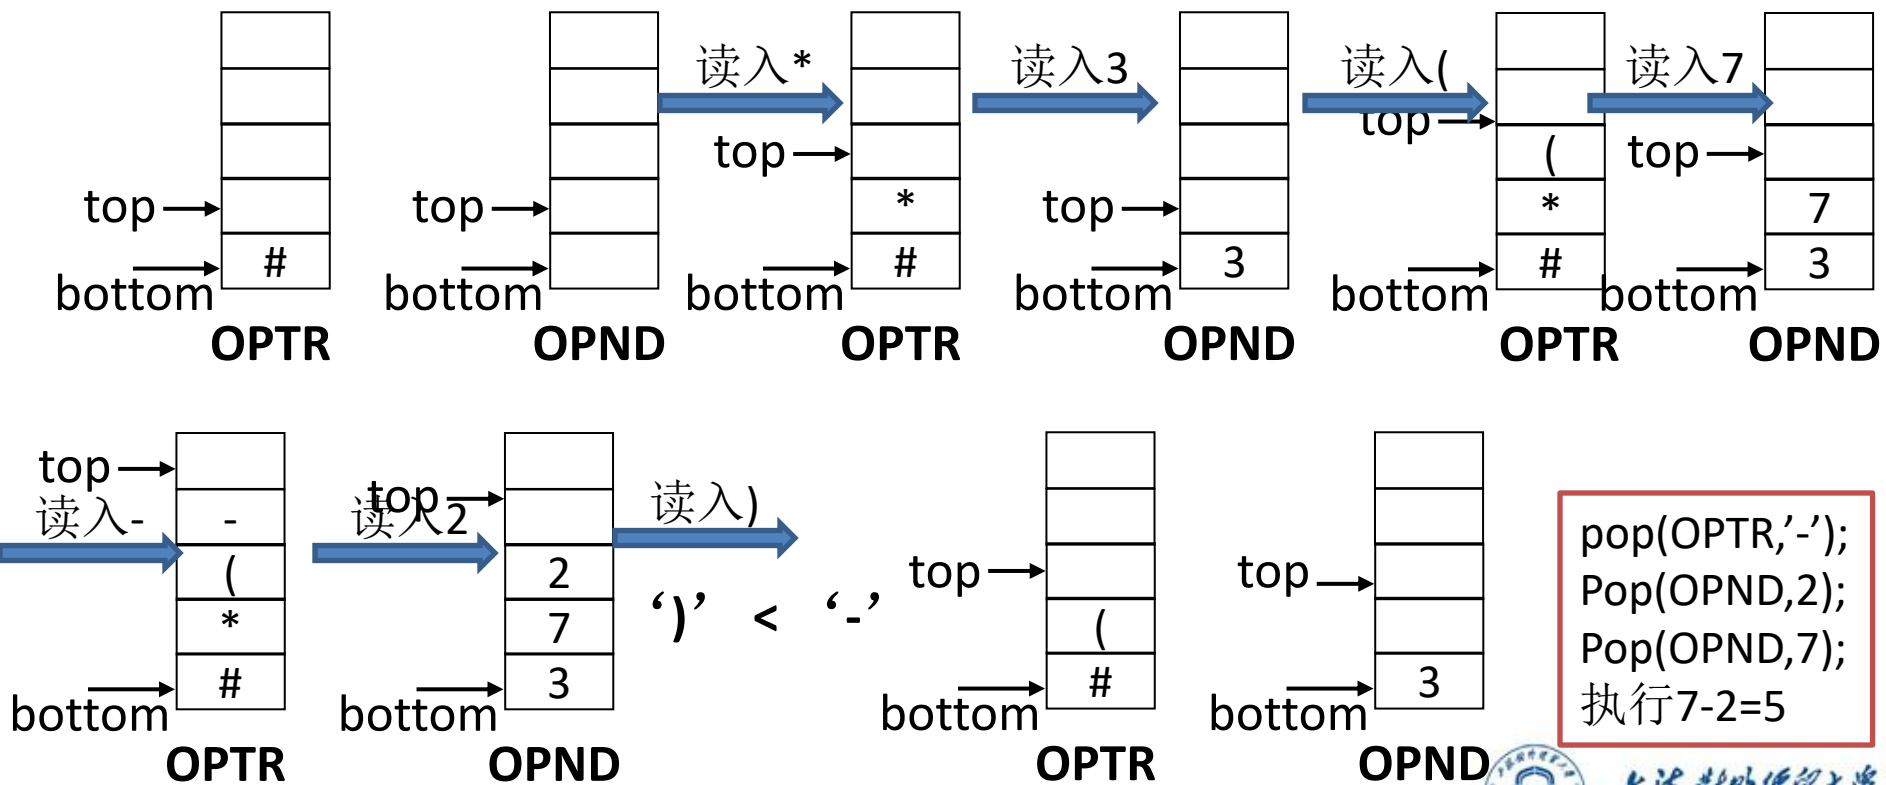 读入*
读入3
读入(
读入7
top
top
top
(
top
top
top
*
top
*
7
bottom
#
bottom
bottom
#
bottom
3
bottom
#
bottom
3
OPTR
OPND
OPTR
OPND
OPTR
OPND
top
读入-
-
top
读入2
读入)
(
2
top
top
*
7
‘)’ < ‘-’
(
bottom
#
bottom
3
bottom
#
bottom
3
OPTR
OPND
OPTR
OPND
pop(OPTR,’-’);
Pop(OPND,2);
Pop(OPND,7);
执行7-2=5